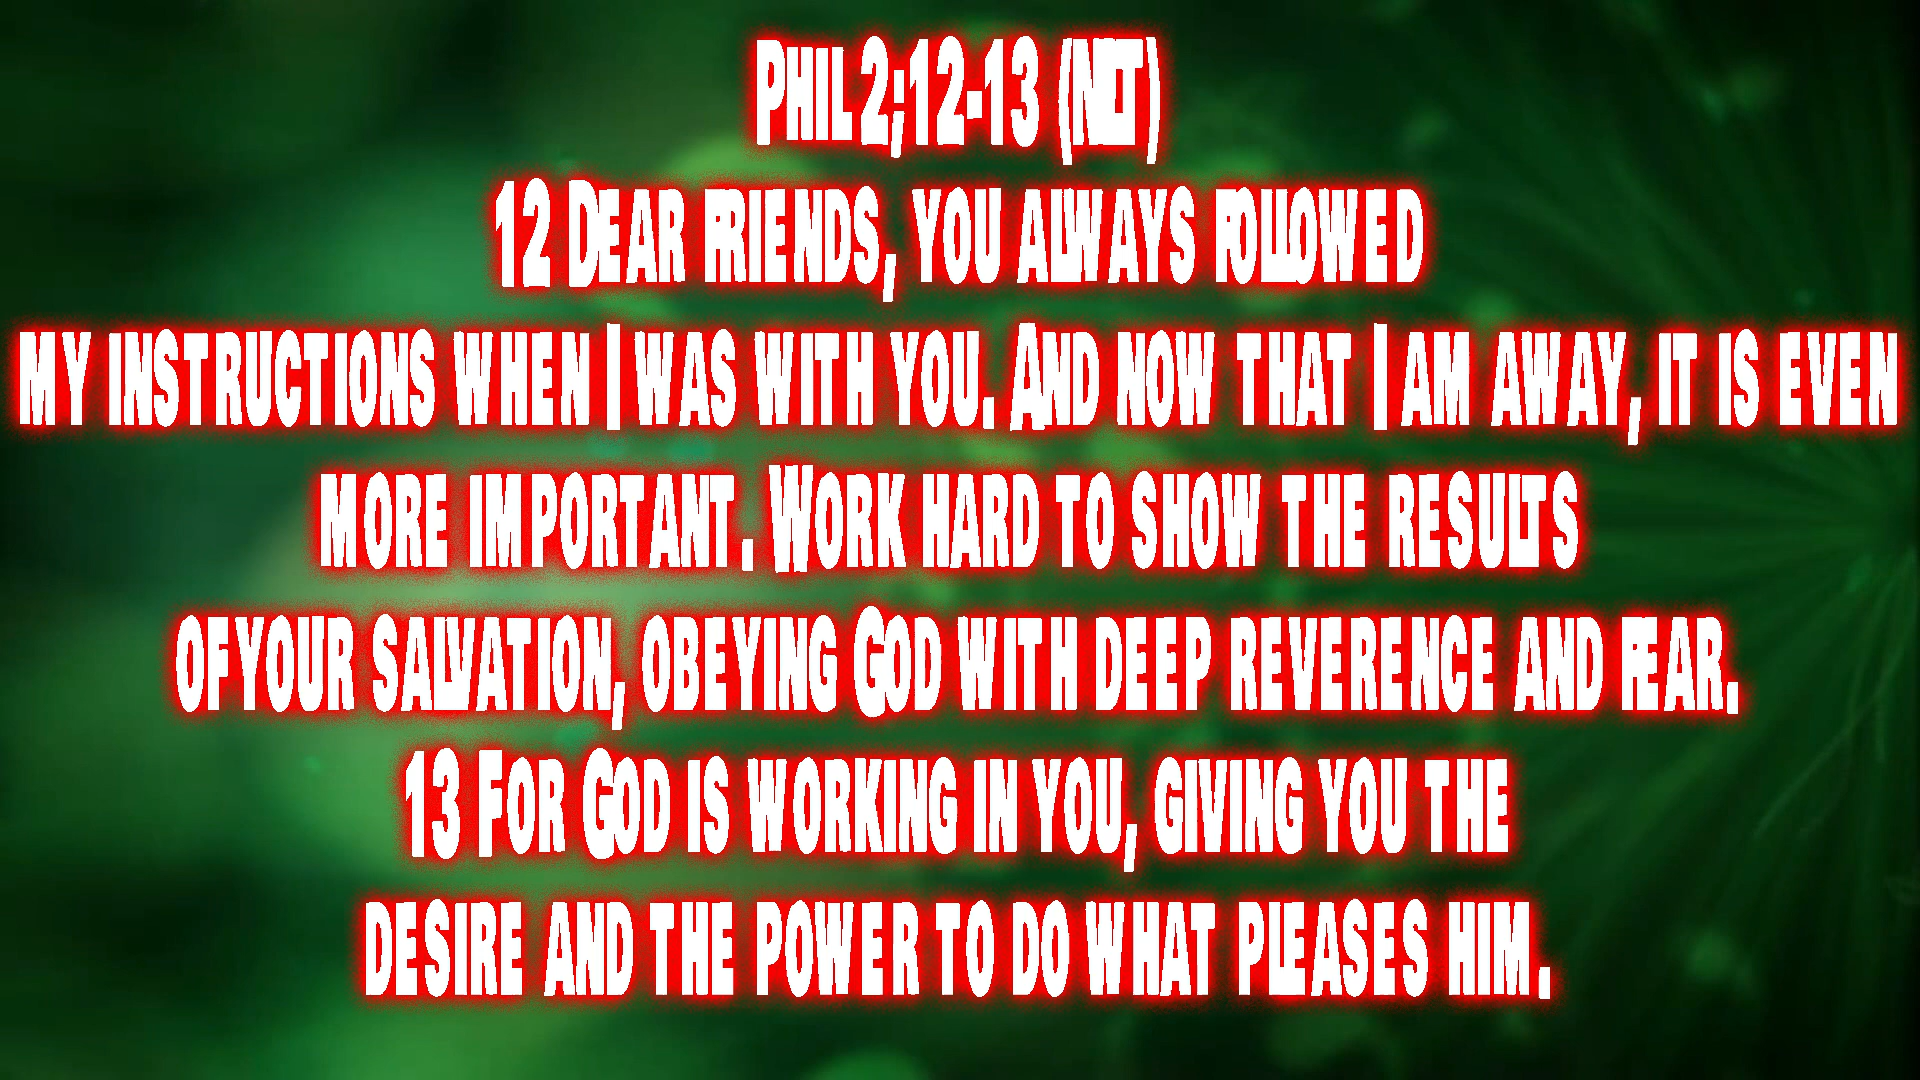 Phil 2;12-13 (NLT)
12 Dear friends, you always followed
my instructions when I was with you. And now that I am away, it is even
more important. Work hard to show the results
of your salvation, obeying God with deep reverence and fear.
13 For God is working in you, giving you the
desire and the power to do what pleases him.